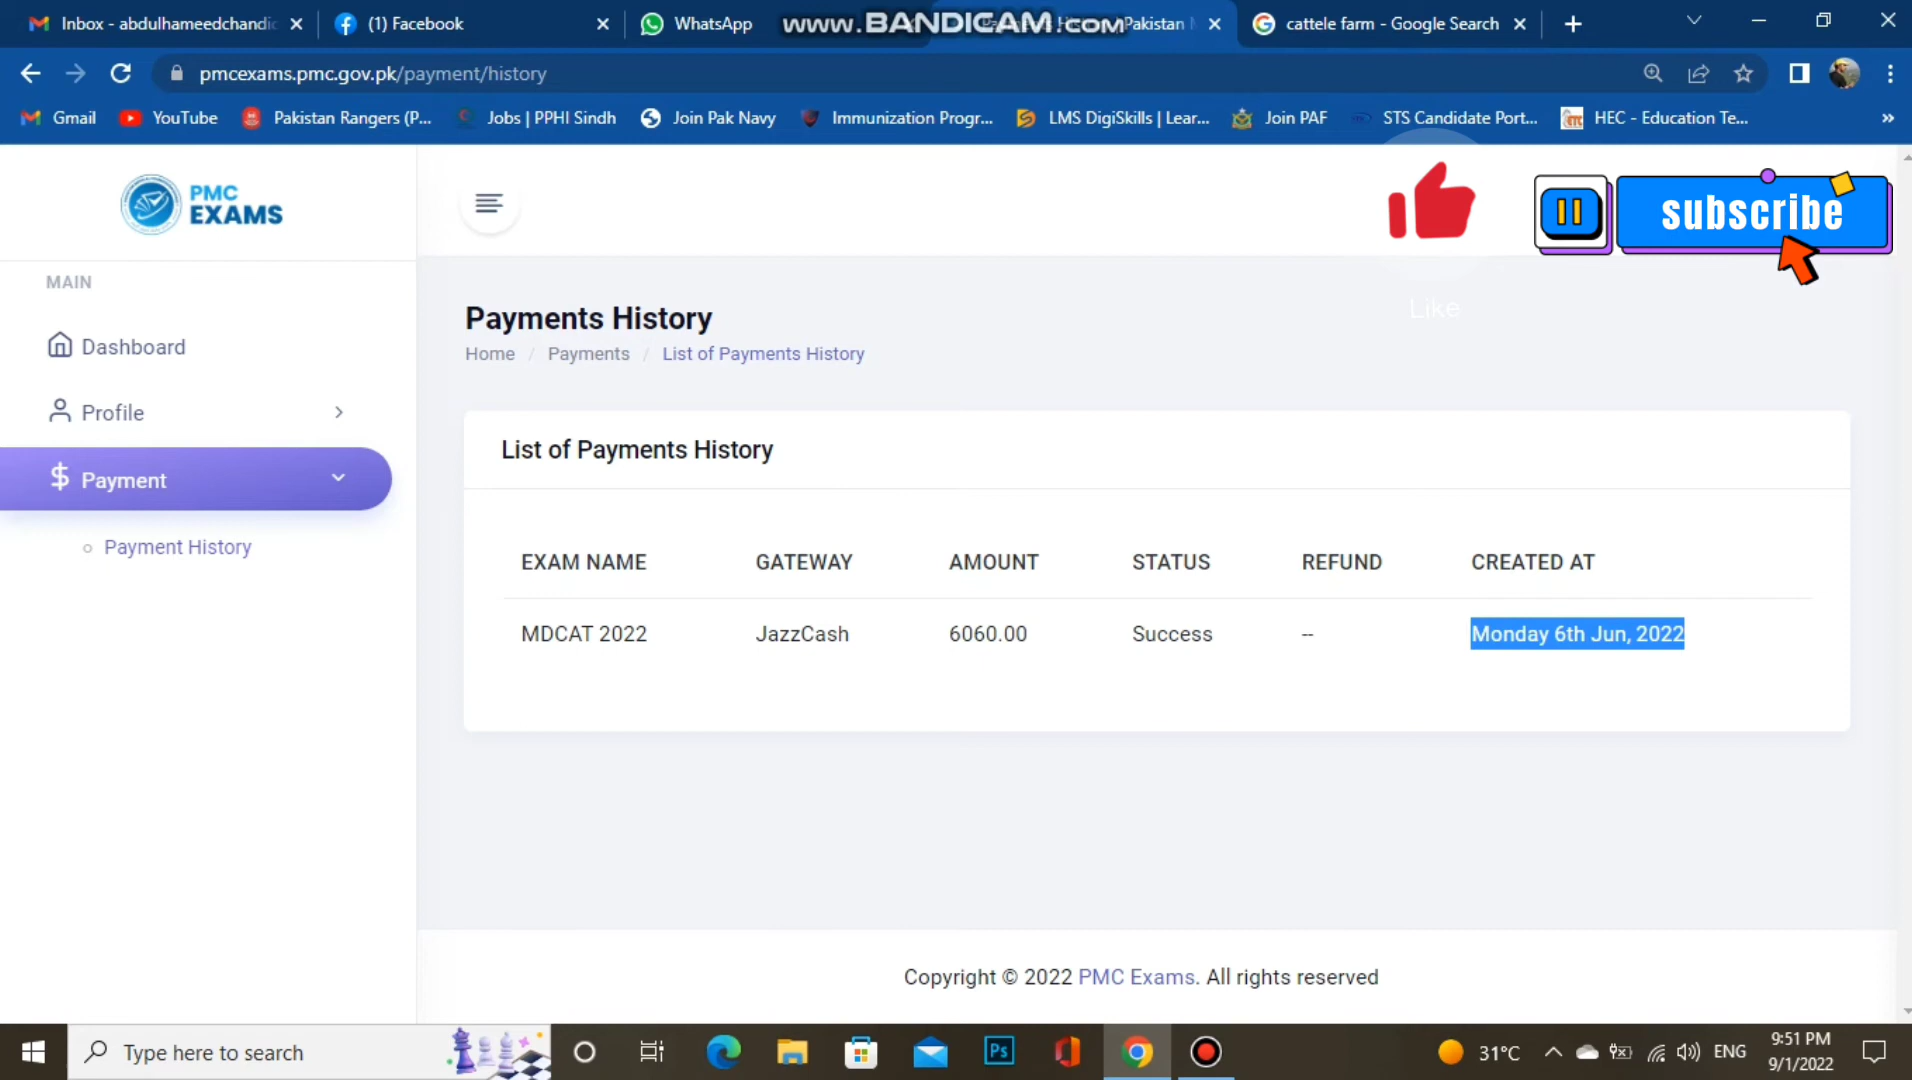 Inbox - abdulhameedchandic
(1) Facebook
WhatsApp
www.BANDICAM.com
Pakistan
cattele farm - Google Search
pmcexams.pmc.gov.pk/payment/history
Gmail
YouTube
Pakistan Rangers (P...
Jobs | PPHI Sindh
Join Pak Navy
Immunization Progr...
LMS DigiSkills | Lear...
Join PAF
STS Candidate Port...
HEC - Education Te...
»
PMC
EXAMS
subscribe
Like
MAIN
Dashboard
Profile
Payment
Payment History
Payments History
Home / Payments / List of Payments History
List of Payments History
EXAM NAME GATEWAY AMOUNT STATUS REFUND CREATED AT
MDCAT 2022 JazzCash 6060.00 Success -- Monday 6th Jun, 2022
Copyright © 2022 PMC Exams. All rights reserved
Type here to search
Ps
31°C
ENG
9:51 PM
9/1/2022